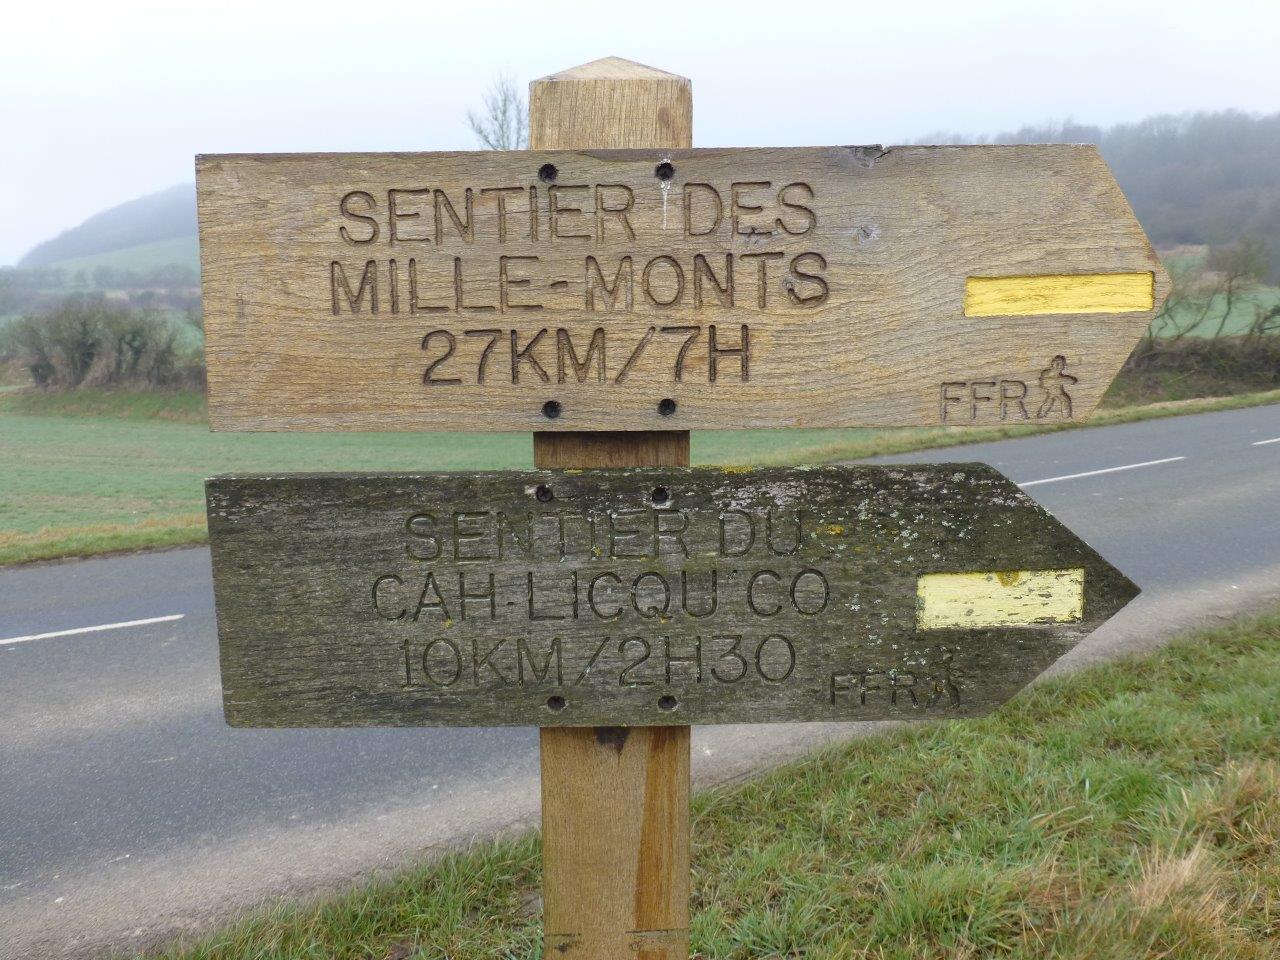 SENTIER DES
MILLE-MONTS
27KM/7H
FFR
SENTIER DU
CAH-LICQU'CO
10KM/2H30
FFR